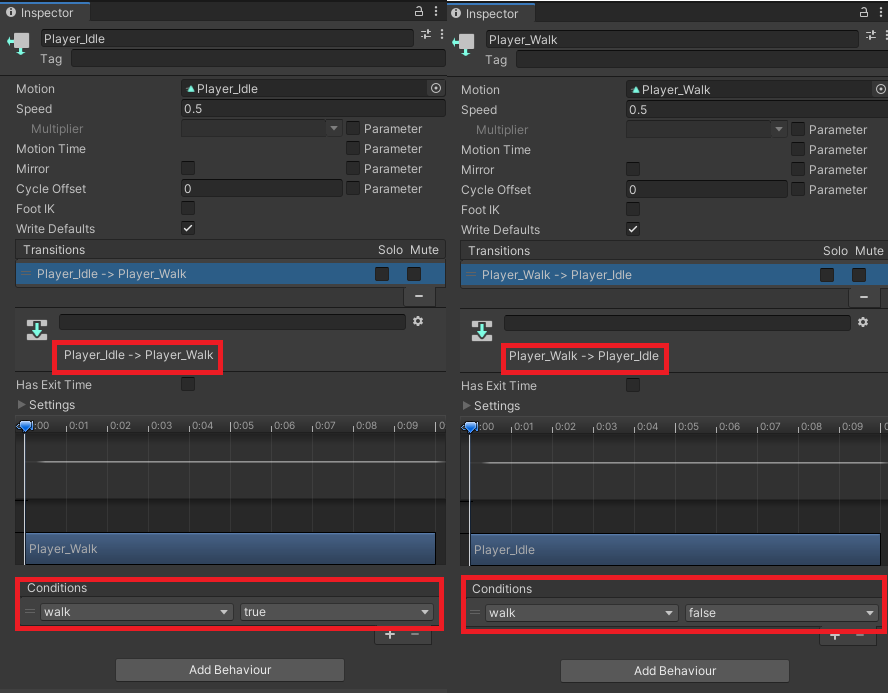 Inspector
Player_Idle
Tag
Motion
Player_Idle
Speed
0.5
Multiplier
Parameter
Motion Time
Parameter
Mirror
Parameter
Cycle Offset
0
Parameter
Foot IK
Write Defaults
Transitions
Solo Mute
Player_Idle -> Player_Walk
Player_Idle -> Player_Walk
Has Exit Time
Settings
:00 0:01 0:02 0:03 0:04 0:05 0:06 0:07 0:08 0:09 0
Player_Walk
Conditions
walk
true
Add Behaviour
Inspector
Player_Walk
Tag
Motion
Player_Walk
Speed
0.5
Multiplier
Parameter
Motion Time
Parameter
Mirror
Parameter
Cycle Offset
0
Parameter
Foot IK
Write Defaults
Transitions
Solo Mute
Player_Walk -> Player_Idle
Player_Walk -> Player_Idle
Has Exit Time
Settings
:00 0:01 0:02 0:03 0:04 0:05 0:06 0:07 0:08 0:09
Player_Idle
Conditions
walk
false
Add Behaviour